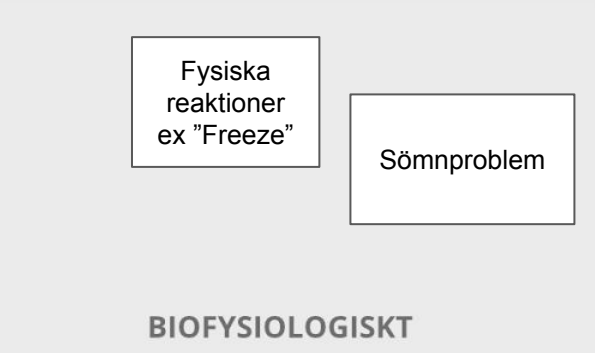 Fysiska
reaktioner
ex ”Freeze”
Sömnproblem
BIOFYSIOLOGISKT